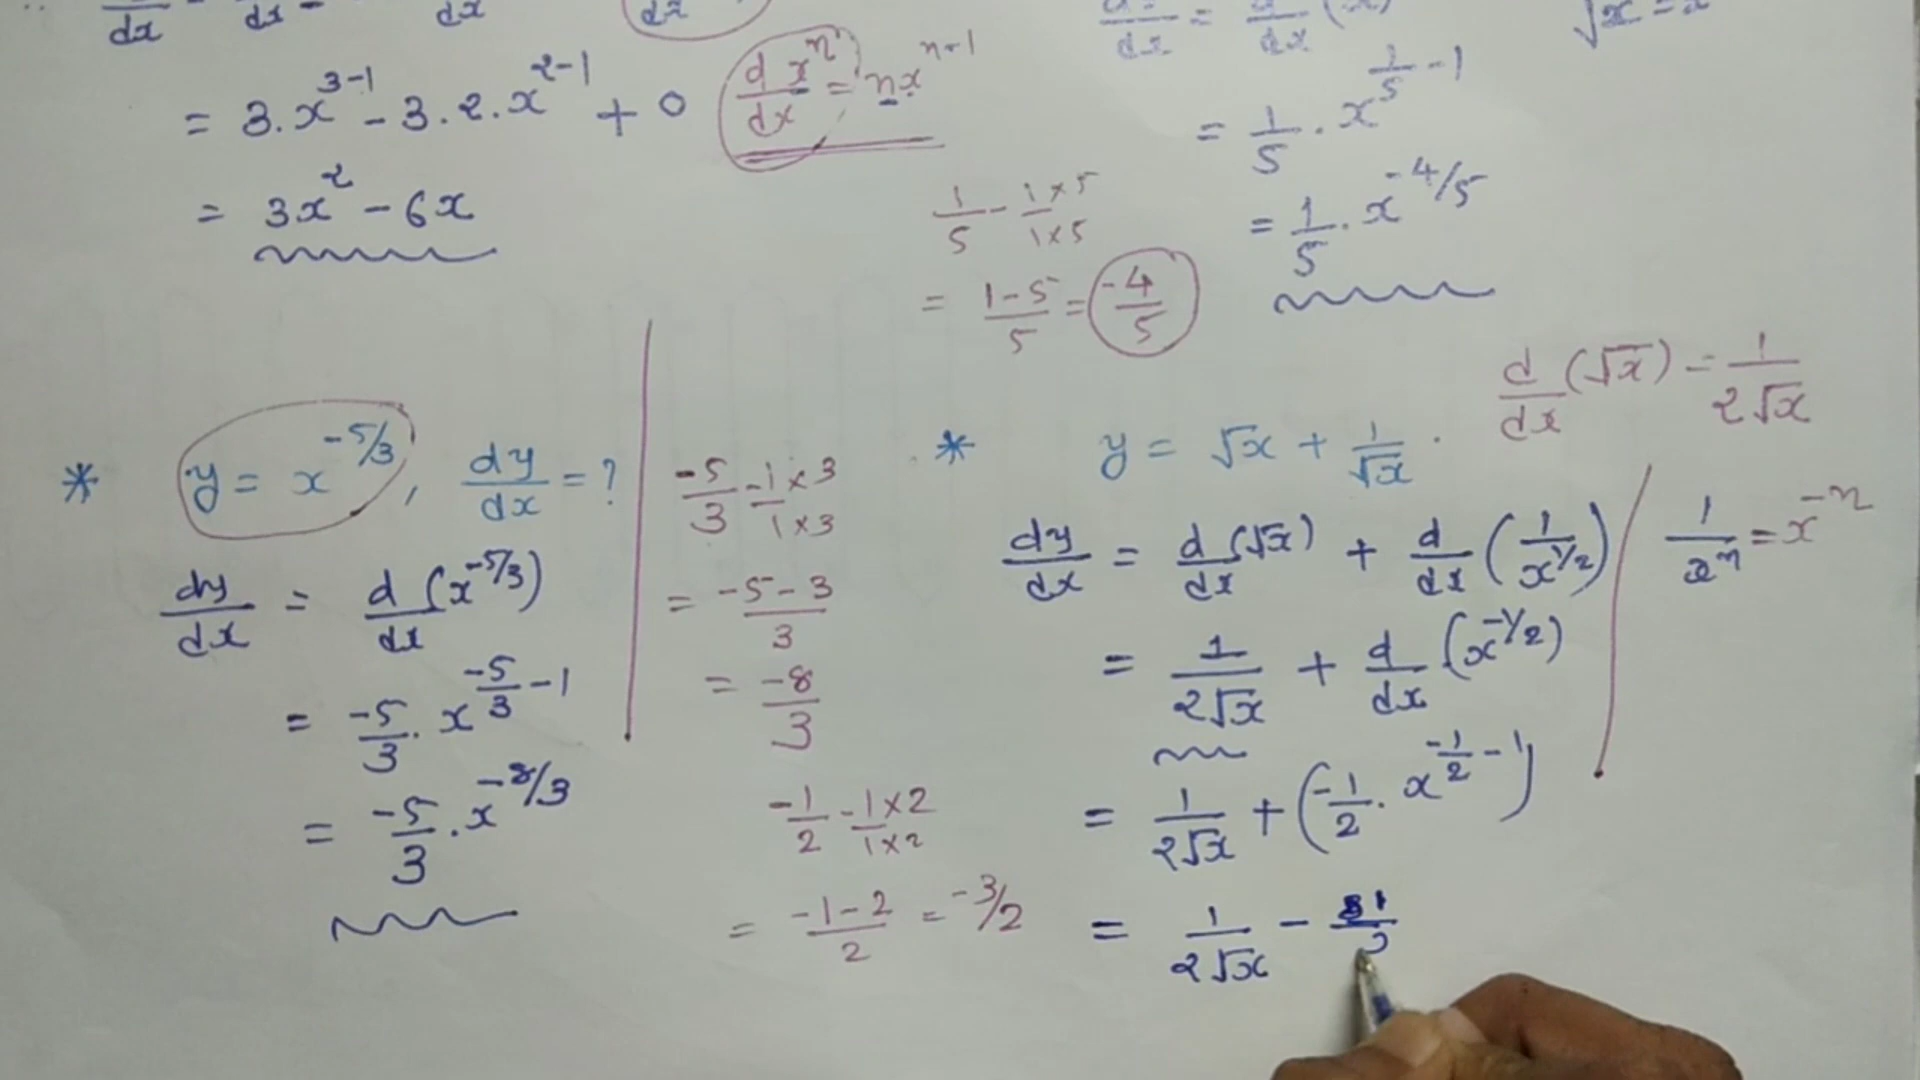 = 3.x^{3-1} - 3.2.x^{2-1} + 0
d/dx x^n = nx^{n-1}
= 3x^2 - 6x
= 1/5 . x^{1/5 - 1}
= 1/5 . x^{-4/5}
1/5 - 1×5/1×5
= 1-5/5 = -4/5
* y = x^{-5/3}, dy/dx = ?
dy/dx = d/dx (x^{-5/3})
= -5/3 . x^{-5/3 - 1}
= -5/3 . x^{-8/3}
-5/3 - 1×3/1×3
= -5-3/3
= -8/3
* y = √x + 1/√x .
d/dx (√x) = 1/2√x
dy/dx = d/dx (√x) + d/dx (1/x^{1/2})
1/x^n = x^{-n}
= 1/2√x + d/dx (x^{-1/2})
= 1/2√x + (-1/2 . x^{-1/2 - 1})
-1/2 - 1×2/1×2
= -1-2/2 = -3/2
= 1/2√x - 1/2